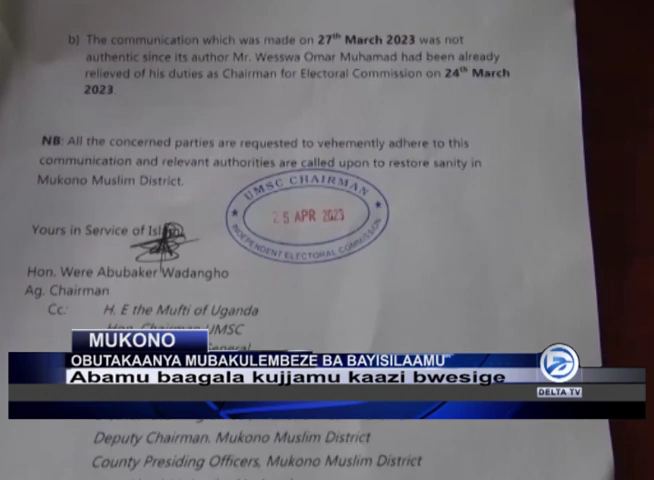 b) The communication which was made on 27th March 2023 was not
authentic since its author Mr. Wesswa Omar Muhamad had been already
relieved of his duties as Chairman for Electoral Commission on 24th March
2023
NB: All the concerned parties are requested to vehemently adhere to this
communication and relevant authorities are called upon to restore sanity in
Mukono Muslim District.
UMSC CHAIRMAN
25 APR 2023
INDEPENDENT ELECTORAL COMMISSION
Yours in Service of Islam
Hon. Were Abubaker Wadangho
Ag. Chairman
Cc: H. E the Mufti of Uganda
Hon. Chairman UMSC
General
MUKONO
OBUTAKAANYA MUBAKULEMBEZE BA BAYISILAAMU
Abamu baagala kujjamu kaazi bwesige
DELTA TV
Deputy Chairman. Mukono Muslim District
County Presiding Officers, Mukono Muslim District